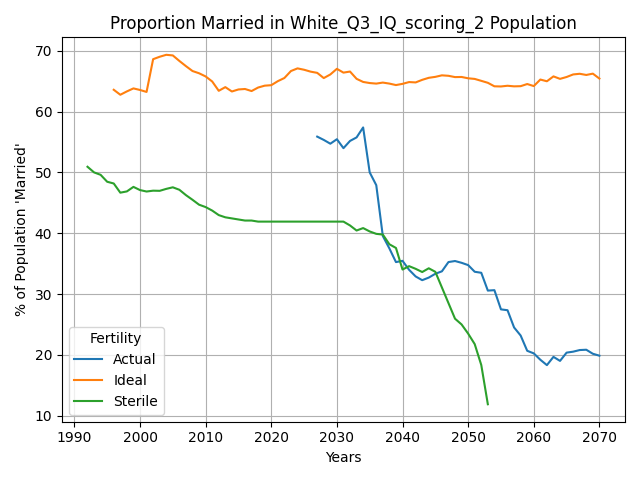 Proportion Married in White_Q3_IQ_scoring_2 Population
% of Population 'Married'
70
60
50
40
30
20
10
Fertility
Actual
Ideal
Sterile
1990 2000 2010 2020 2030 2040 2050 2060 2070
Years